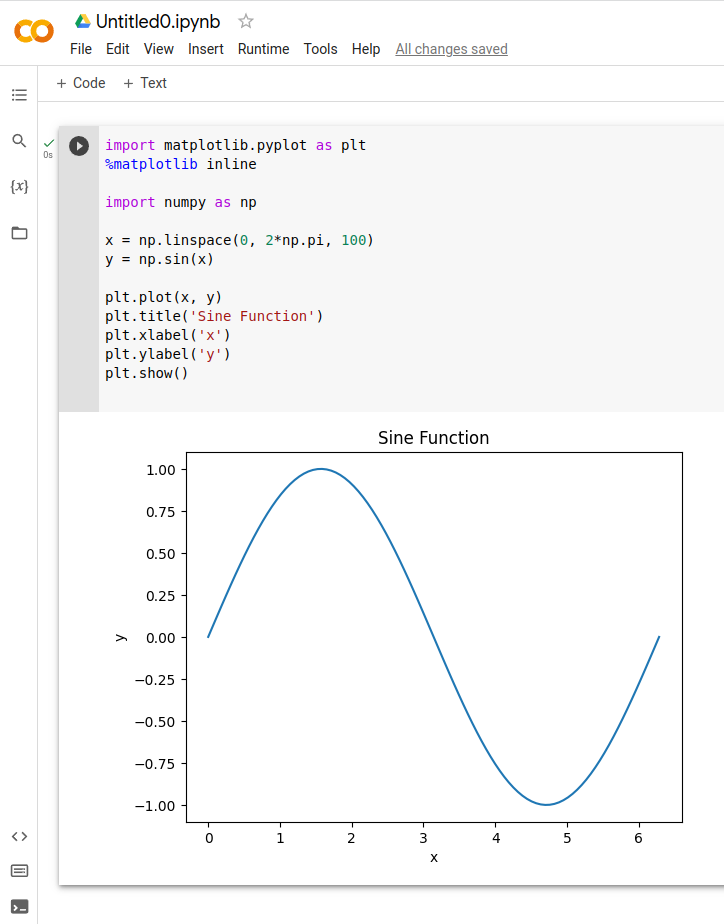 Untitled0.ipynb
File Edit View Insert Runtime Tools Help All changes saved
+ Code + Text
{x}
0s
import matplotlib.pyplot as plt
%matplotlib inline
import numpy as np
x = np.linspace(0, 2*np.pi, 100)
y = np.sin(x)
plt.plot(x, y)
plt.title('Sine Function')
plt.xlabel('x')
plt.ylabel('y')
plt.show()
Sine Function
1.00
0.75
0.50
0.25
0.00
−0.25
−0.50
−0.75
−1.00
y
0 1 2 3 4 5 6
x